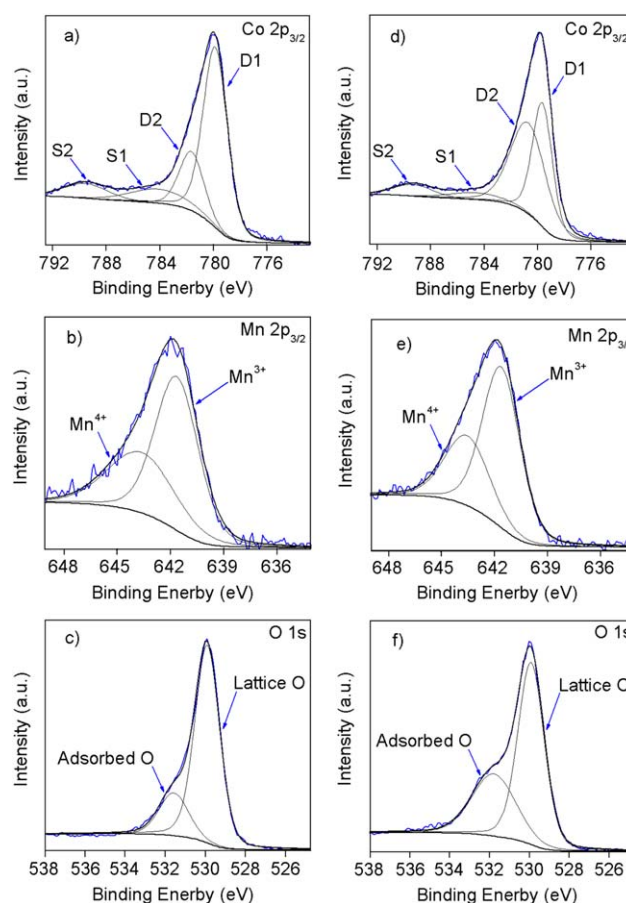 a) Co 2p3/2
D1
D2
S1
S2
Intensity (a.u.)
792 788 784 780 776
Binding Enerby (eV)
d) Co 2p3/2
D1
D2
S1
S2
Intensity (a.u.)
792 788 784 780 776
Binding Enerby (eV)
b) Mn 2p3/2
Mn3+
Mn4+
Intensity (a.u.)
648 645 642 639 636
Binding Energy (eV)
e) Mn 2p3/
Mn3+
Mn4+
Intensity (a.u.)
648 645 642 639 636
Binding Enerby (eV)
c) O 1s
Lattice O
Adsorbed O
Intensity (a.u.)
538 536 534 532 530 528 526
Binding Enerby (eV)
f) O 1s
Lattice O
Adsorbed O
Intensity (a.u.)
538 536 534 532 530 528 526
Binding Enerby (eV)